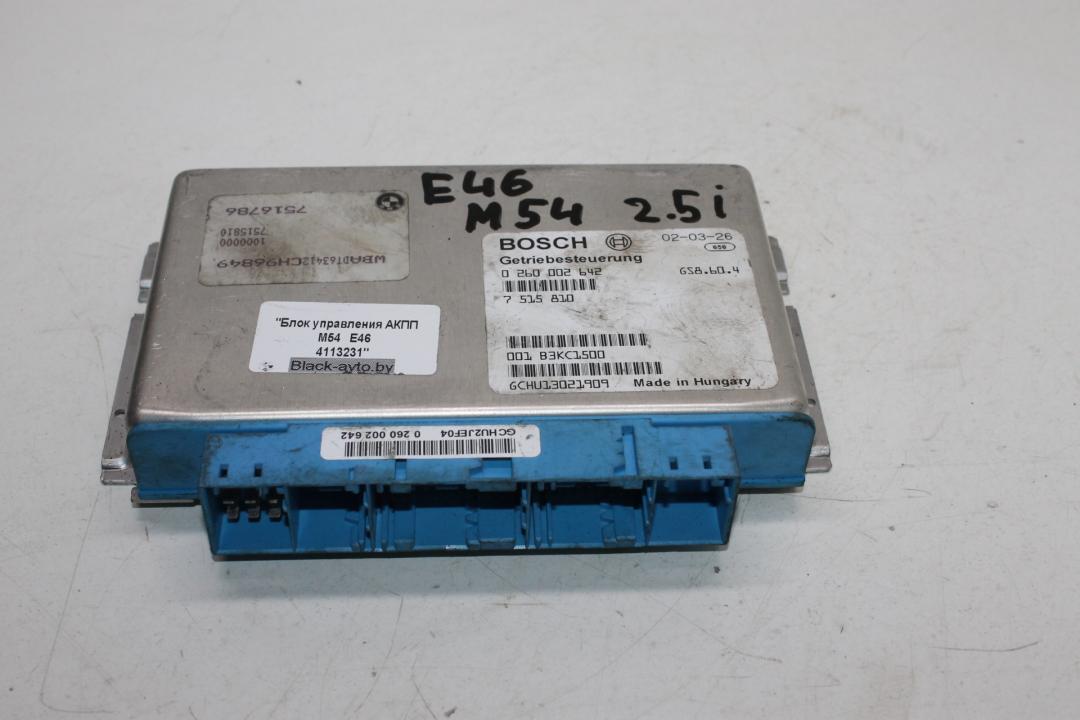 E46
M54 2.5i
7516786
7515810
1000000
WBADT63412CH96849
BOSCH 02-03-26
050
Getriebesteuerung
0 260 002 642 GS8.60.4
7 515 810
001 B3KC1500
GCHU13021909 Made in Hungary
"Блок управления АКПП
M54 E46
4113231"
Black-avto.by
GCHU2JEF04 0 260 002 642